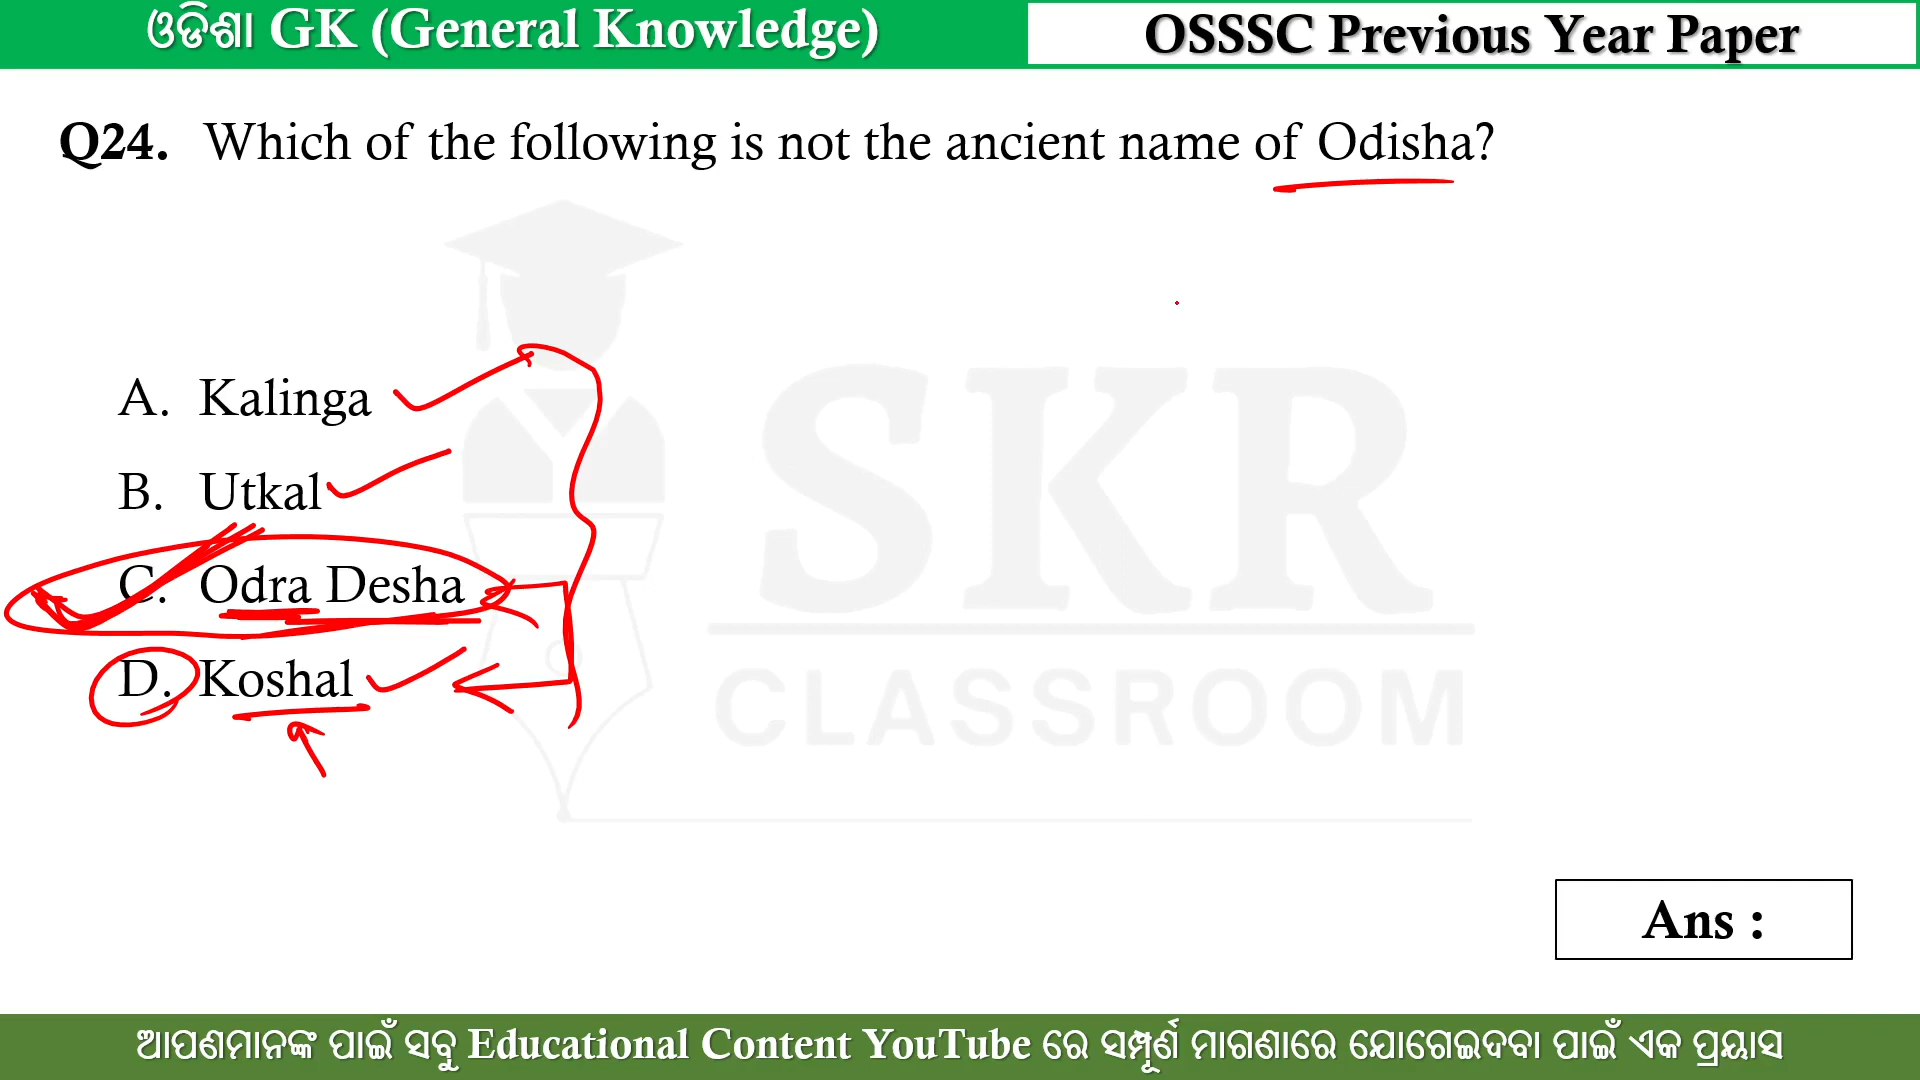 ଓଡିଶା GK (General Knowledge)
OSSSC Previous Year Paper
Q24. Which of the following is not the ancient name of Odisha?
A. Kalinga
B. Utkal
C. Odra Desha
D. Koshal
SKR
CLASSROOM
Ans :
ଆପଣମାନଙ୍କ ପାଇଁ ସବୁ Educational Content YouTube ରେ ସମ୍ପୂର୍ଣ ମାଗଣାରେ ଯୋଗେଇଦବା ପାଇଁ ଏକ ପ୍ରୟାସ